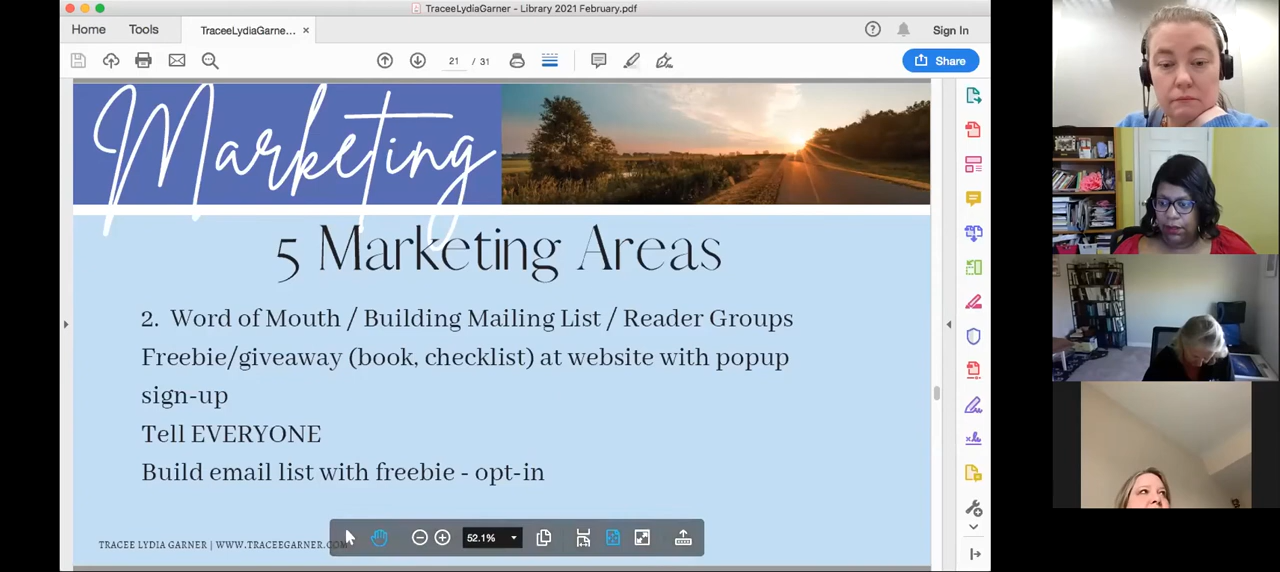 TraceeLydiaGarner - Library 2021 February.pdf
Home
Tools
TraceeLydiaGarne...
Sign In
21 / 31
Share
Marketing
5 Marketing Areas
2. Word of Mouth / Building Mailing List / Reader Groups
Freebie/giveaway (book, checklist) at website with popup
sign-up
Tell EVERYONE
Build email list with freebie - opt-in
52.1%
TRACEE LYDIA GARNER | WWW.TRACEEGARNER.COM